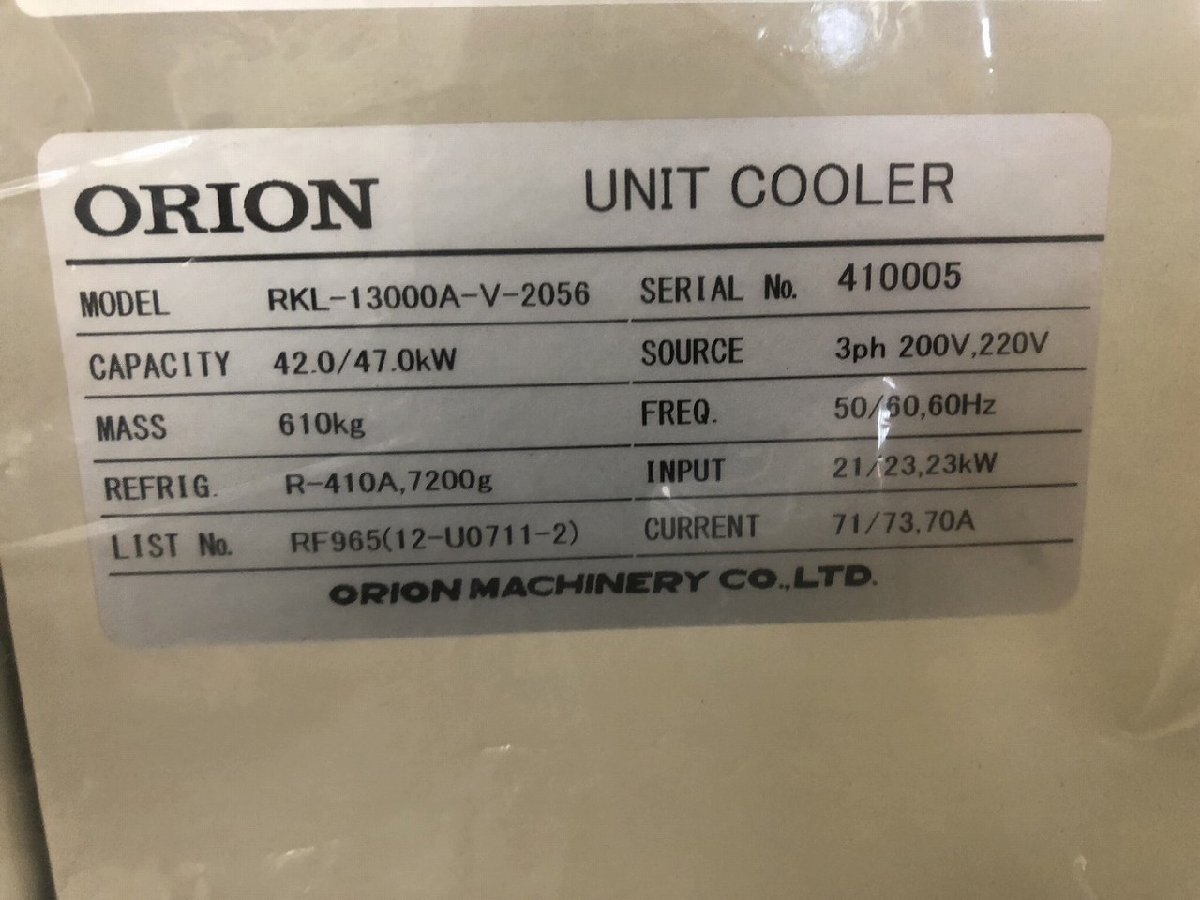 ORION UNIT COOLER
MODEL RKL-13000A-V-2056 SERIAL No. 410005
CAPACITY 42.0/47.0kW SOURCE 3ph 200V,220V
MASS 610kg FREQ. 50/60,60Hz
REFRIG. R-410A,7200g INPUT 21/23,23kW
LIST No. RF965(12-U0711-2) CURRENT 71/73.70A
ORION MACHINERY CO.,LTD.